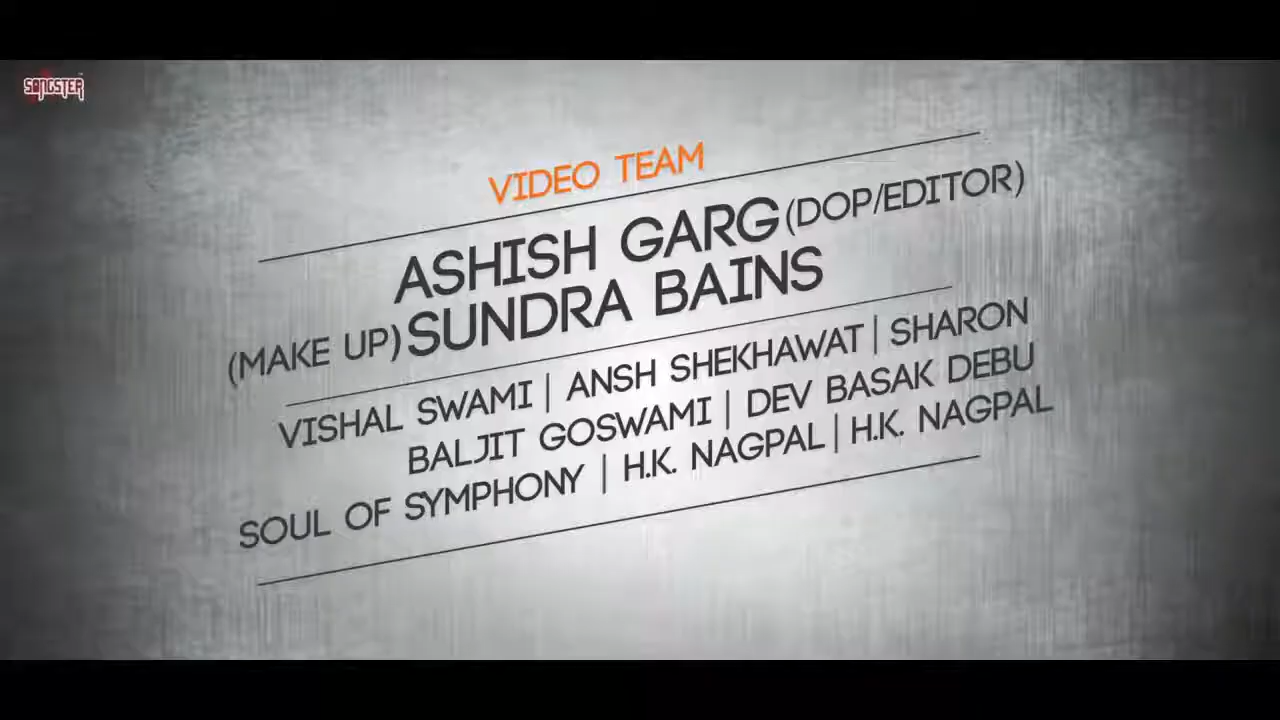 SONGSTER
VIDEO TEAM
ASHISH GARG (DOP/EDITOR)
(MAKE UP) SUNDRA BAINS
VISHAL SWAMI | ANSH SHEKHAWAT | SHARON
BALJIT GOSWAMI | DEV BASAK DEBU
SOUL OF SYMPHONY | H.K. NAGPAL | H.K. NAGPAL